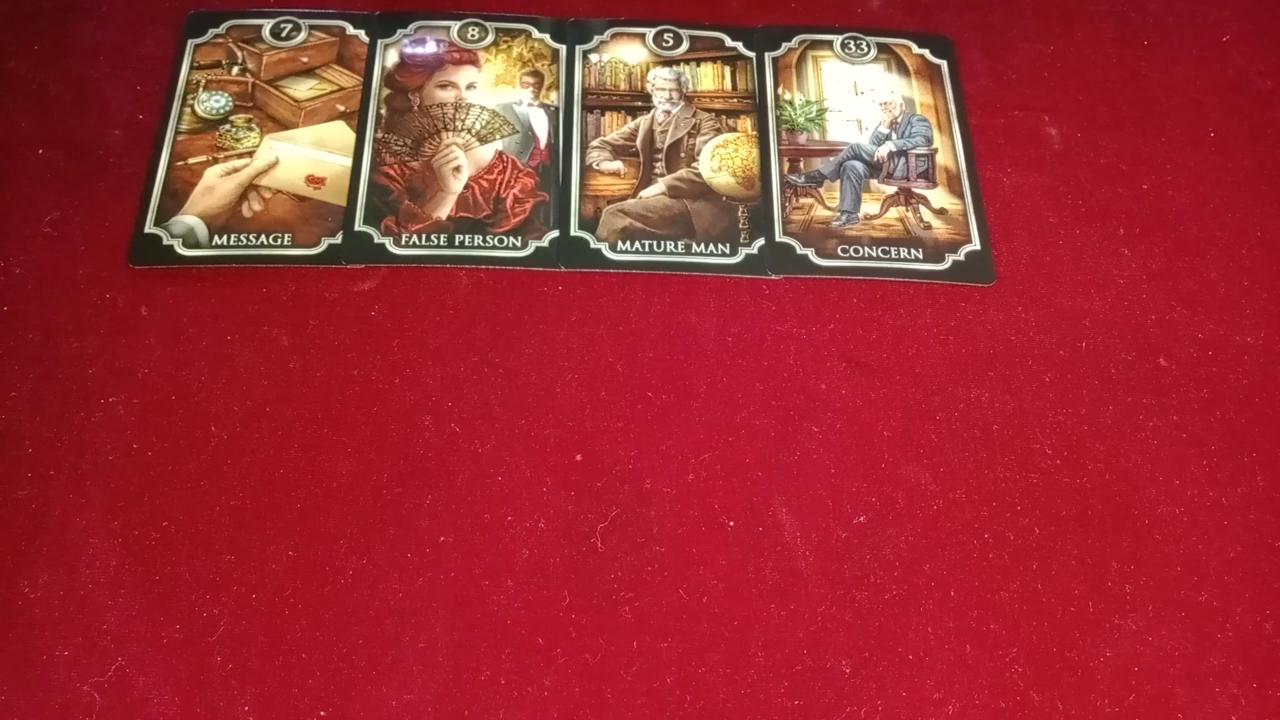 7
MESSAGE
8
FALSE PERSON
5
MATURE MAN
33
CONCERN